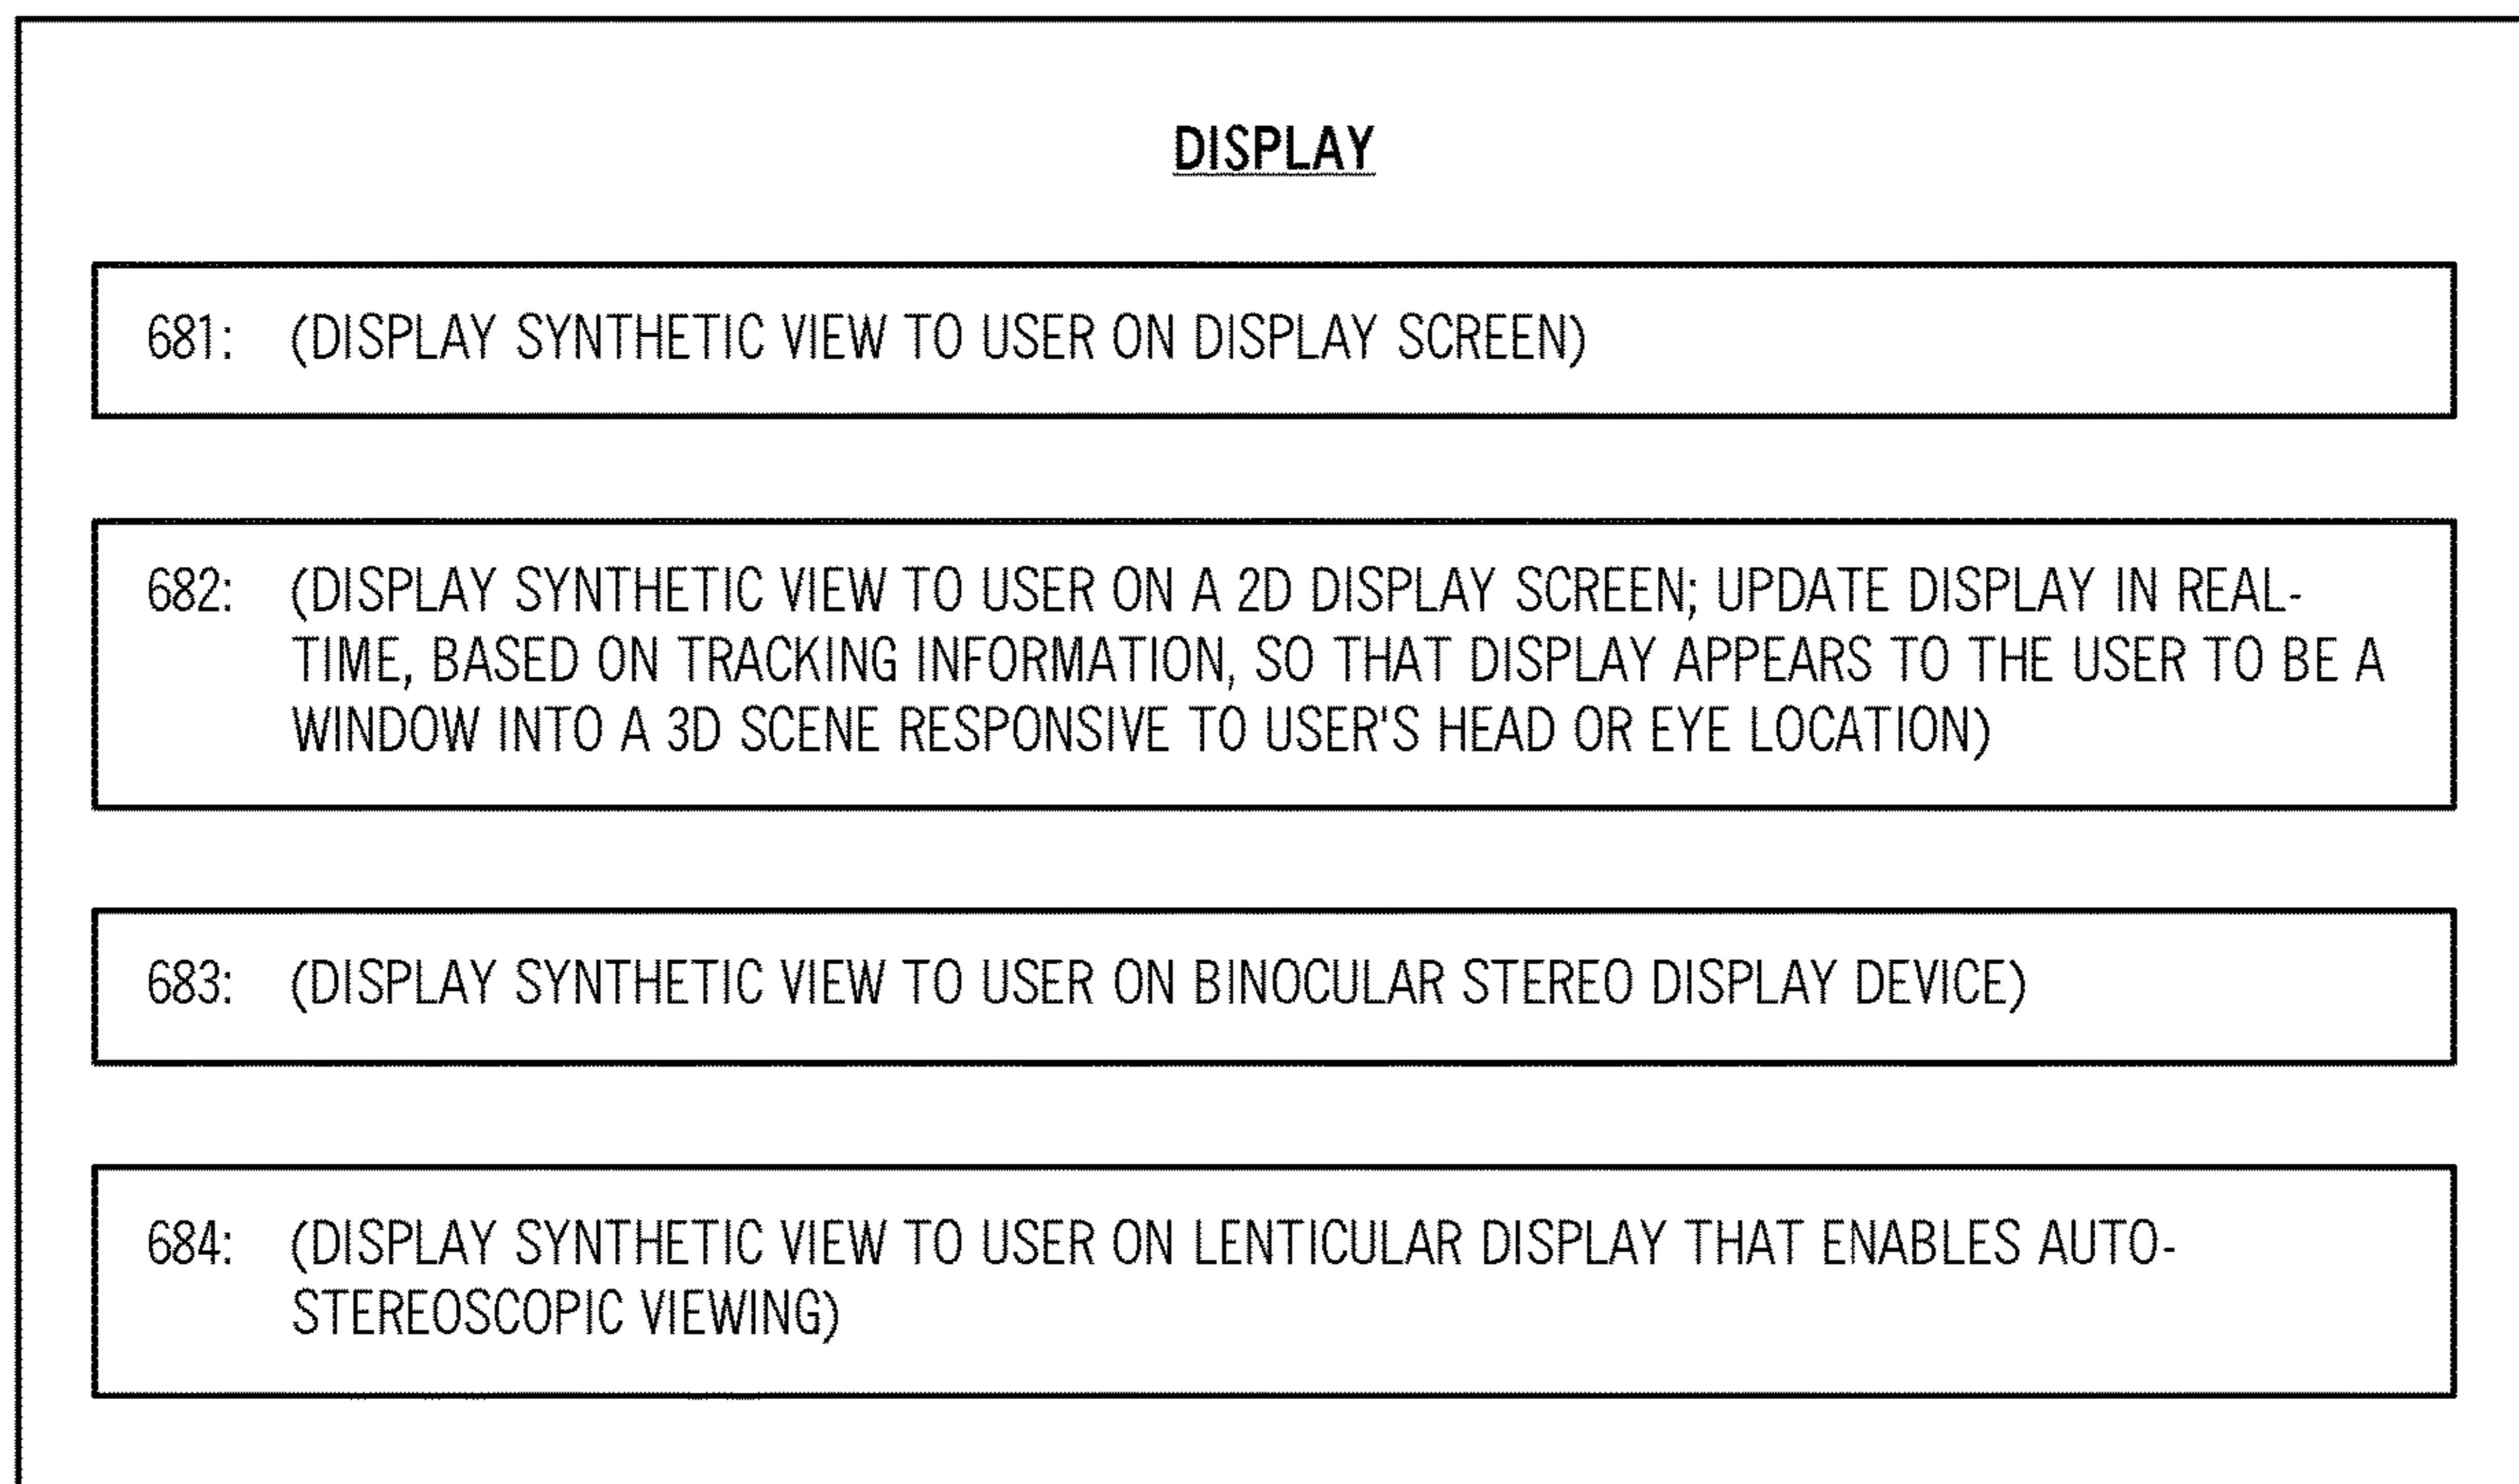 DISPLAY
681: (DISPLAY SYNTHETIC VIEW TO USER ON DISPLAY SCREEN)
682: (DISPLAY SYNTHETIC VIEW TO USER ON A 2D DISPLAY SCREEN; UPDATE DISPLAY IN REAL-
TIME, BASED ON TRACKING INFORMATION, SO THAT DISPLAY APPEARS TO THE USER TO BE A
WINDOW INTO A 3D SCENE RESPONSIVE TO USER'S HEAD OR EYE LOCATION)
683: (DISPLAY SYNTHETIC VIEW TO USER ON BINOCULAR STEREO DISPLAY DEVICE)
684: (DISPLAY SYNTHETIC VIEW TO USER ON LENTICULAR DISPLAY THAT ENABLES AUTO-
STEREOSCOPIC VIEWING)